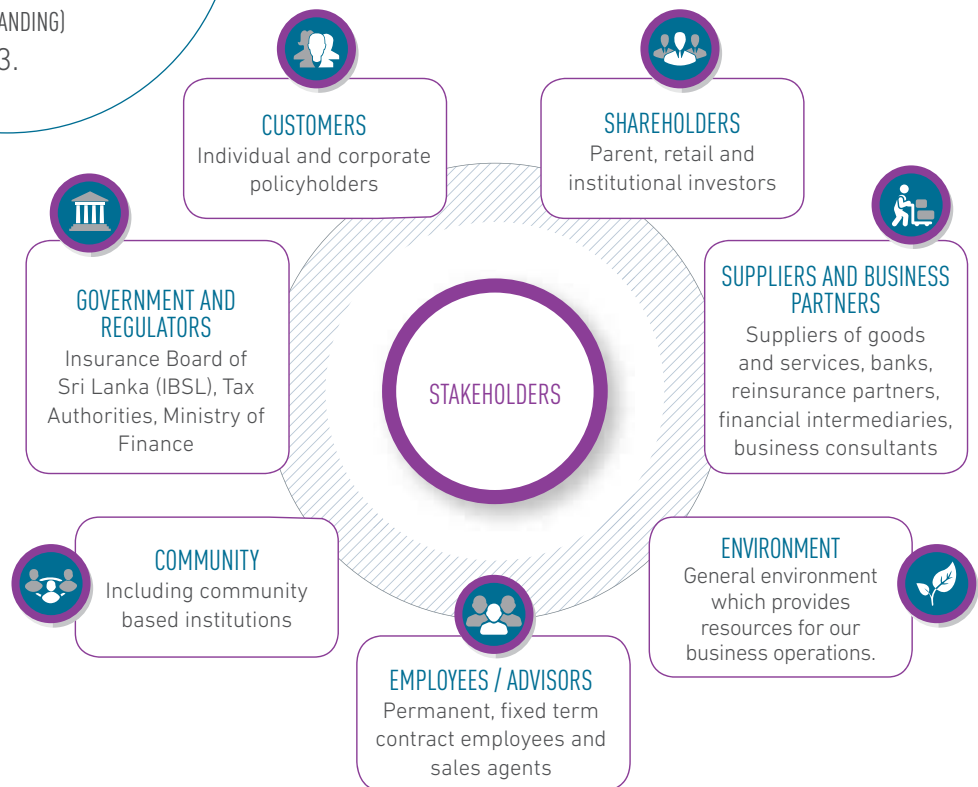 ANDING)
3.
CUSTOMERS
Individual and corporate
policyholders
SHAREHOLDERS
Parent, retail and
institutional investors
GOVERNMENT AND
REGULATORS
Insurance Board of
Sri Lanka (IBSL), Tax
Authorities, Ministry of
Finance
STAKEHOLDERS
SUPPLIERS AND BUSINESS
PARTNERS
Suppliers of goods
and services, banks,
reinsurance partners,
financial intermediaries,
business consultants
COMMUNITY
Including community
based institutions
EMPLOYEES / ADVISORS
Permanent, fixed term
contract employees and
sales agents
ENVIRONMENT
General environment
which provides
resources for our
business operations.